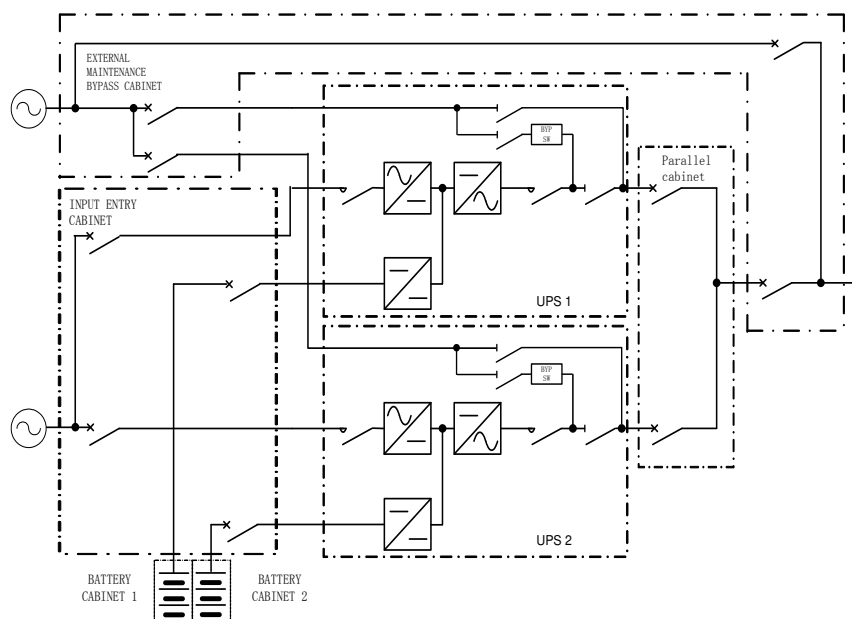 EXTERNAL
MAINTENANCE
BYPASS CABINET
BYP
SW
Parallel
cabinet
INPUT ENTRY
CABINET
UPS 1
BYP
SW
UPS 2
BATTERY
CABINET 1
BATTERY
CABINET 2